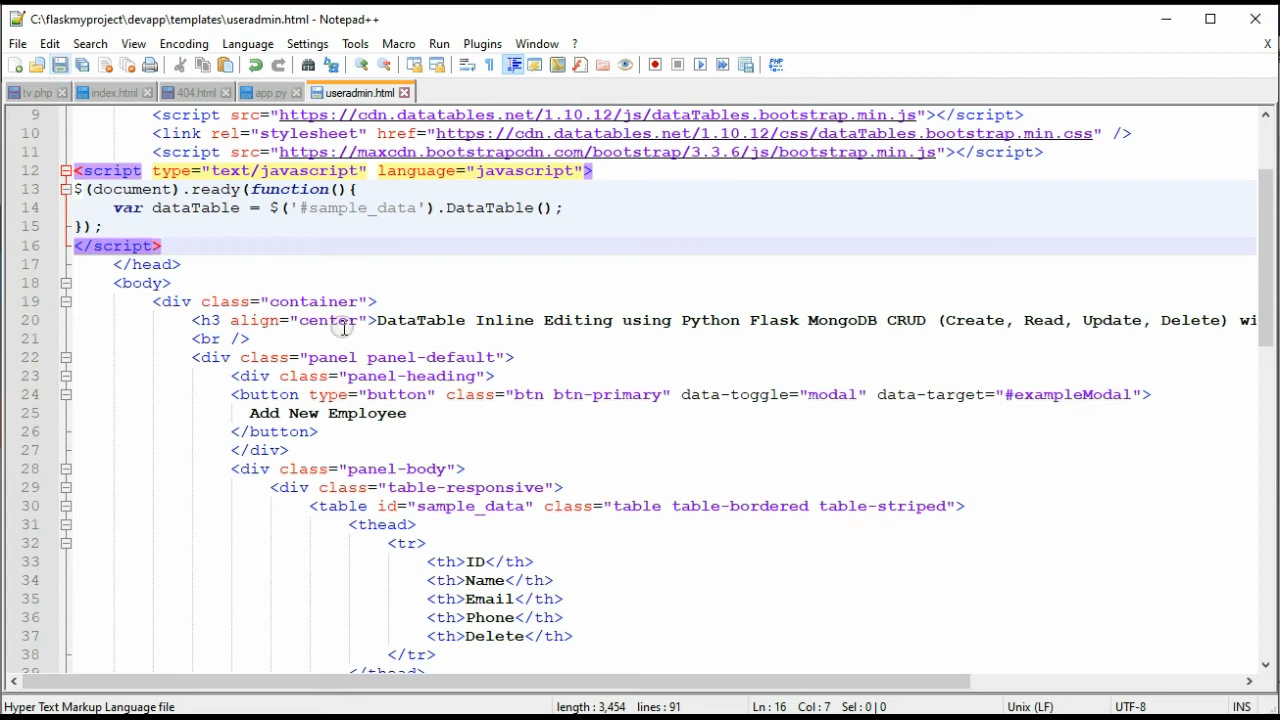 C:\flaskmyproject\devapp\templates\useradmin.html - Notepad++
File Edit Search View Encoding Language Settings Tools Macro Run Plugins Window ? X
tv.php index.html 404.html app.py useradmin.html
9 <script src="https://cdn.datatables.net/1.10.12/js/dataTables.bootstrap.min.js"></script>
10 <link rel="stylesheet" href="https://cdn.datatables.net/1.10.12/css/dataTables.bootstrap.min.css" />
11 <script src="https://maxcdn.bootstrapcdn.com/bootstrap/3.3.6/js/bootstrap.min.js"></script>
12 <script type="text/javascript" language="javascript">
13 $(document).ready(function(){
14 var dataTable = $('#sample_data').DataTable();
15 });
16 </script>
17 </head>
18 <body>
19 <div class="container">
20 <h3 align="center">DataTable Inline Editing using Python Flask MongoDB CRUD (Create, Read, Update, Delete) wi
21 <br />
22 <div class="panel panel-default">
23 <div class="panel-heading">
24 <button type="button" class="btn btn-primary" data-toggle="modal" data-target="#exampleModal">
25 Add New Employee
26 </button>
27 </div>
28 <div class="panel-body">
29 <div class="table-responsive">
30 <table id="sample_data" class="table table-bordered table-striped">
31 <thead>
32 <tr>
33 <th>ID</th>
34 <th>Name</th>
35 <th>Email</th>
36 <th>Phone</th>
37 <th>Delete</th>
38 </tr>
39 </thead>
Hyper Text Markup Language file length : 3,454 lines : 91 Ln : 16 Col : 7 Sel : 0 | 0 Unix (LF) UTF-8 INS